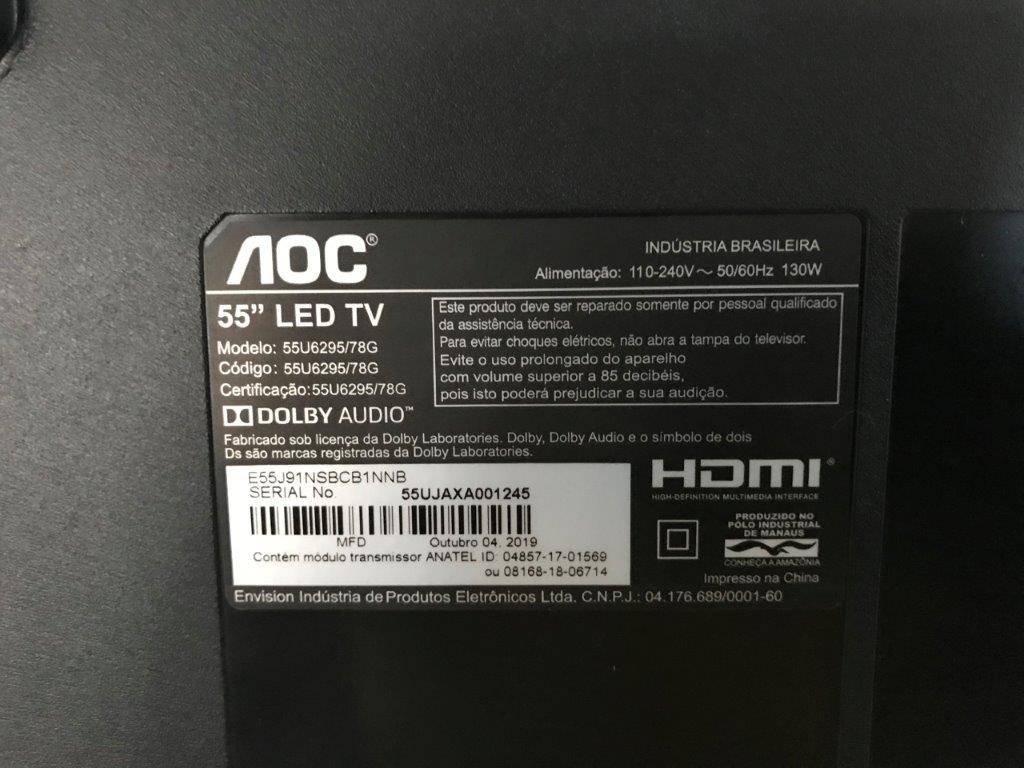 AOC®
INDÚSTRIA BRASILEIRA
Alimentação: 110-240V～ 50/60Hz 130W
55” LED TV
Modelo: 55U6295/78G
Código: 55U6295/78G
Certificação:55U6295/78G
DOLBY AUDIO™
Este produto deve ser reparado somente por pessoal qualificado
da assistência técnica.
Para evitar choques elétricos, não abra a tampa do televisor.
Evite o uso prolongado do aparelho
com volume superior a 85 decibéis,
pois isto poderá prejudicar a sua audição.
Fabricado sob licença da Dolby Laboratories. Dolby, Dolby Audio e o símbolo de dois
Ds são marcas registradas da Dolby Laboratories.
E55J91NSBCB1NNB
SERIAL No. 55UJAXA001245
MFD Outubro 04, 2019
Contém módulo transmissor ANATEL ID: 04857-17-01569
ou 08168-18-06714
HDMI®
HIGH-DEFINITION MULTIMEDIA INTERFACE
PRODUZIDO NO
PÓLO INDUSTRIAL
DE MANAUS
CONHEÇA A AMAZÔNIA
Impresso na China
Envision Indústria de Produtos Eletrônicos Ltda. C.N.P.J.: 04.176.689/0001-60